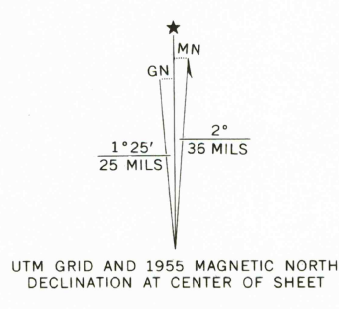 ★
MN
GN
1°25′
25 MILS
2°
36 MILS
UTM GRID AND 1955 MAGNETIC NORTH
DECLINATION AT CENTER OF SHEET